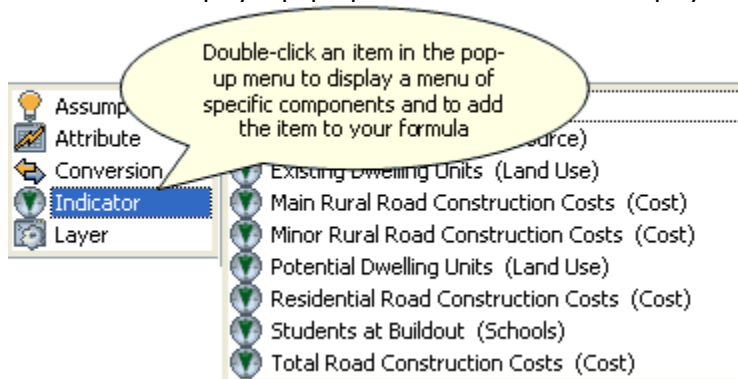 Double-click an item in the pop-
up menu to display a menu of
specific components and to add
the item to your formula
Assump
Attribute
Conversion
Indicator
Layer
urce)
Existing Dwelling Units (Land Use)
Main Rural Road Construction Costs (Cost)
Minor Rural Road Construction Costs (Cost)
Potential Dwelling Units (Land Use)
Residential Road Construction Costs (Cost)
Students at Buildout (Schools)
Total Road Construction Costs (Cost)